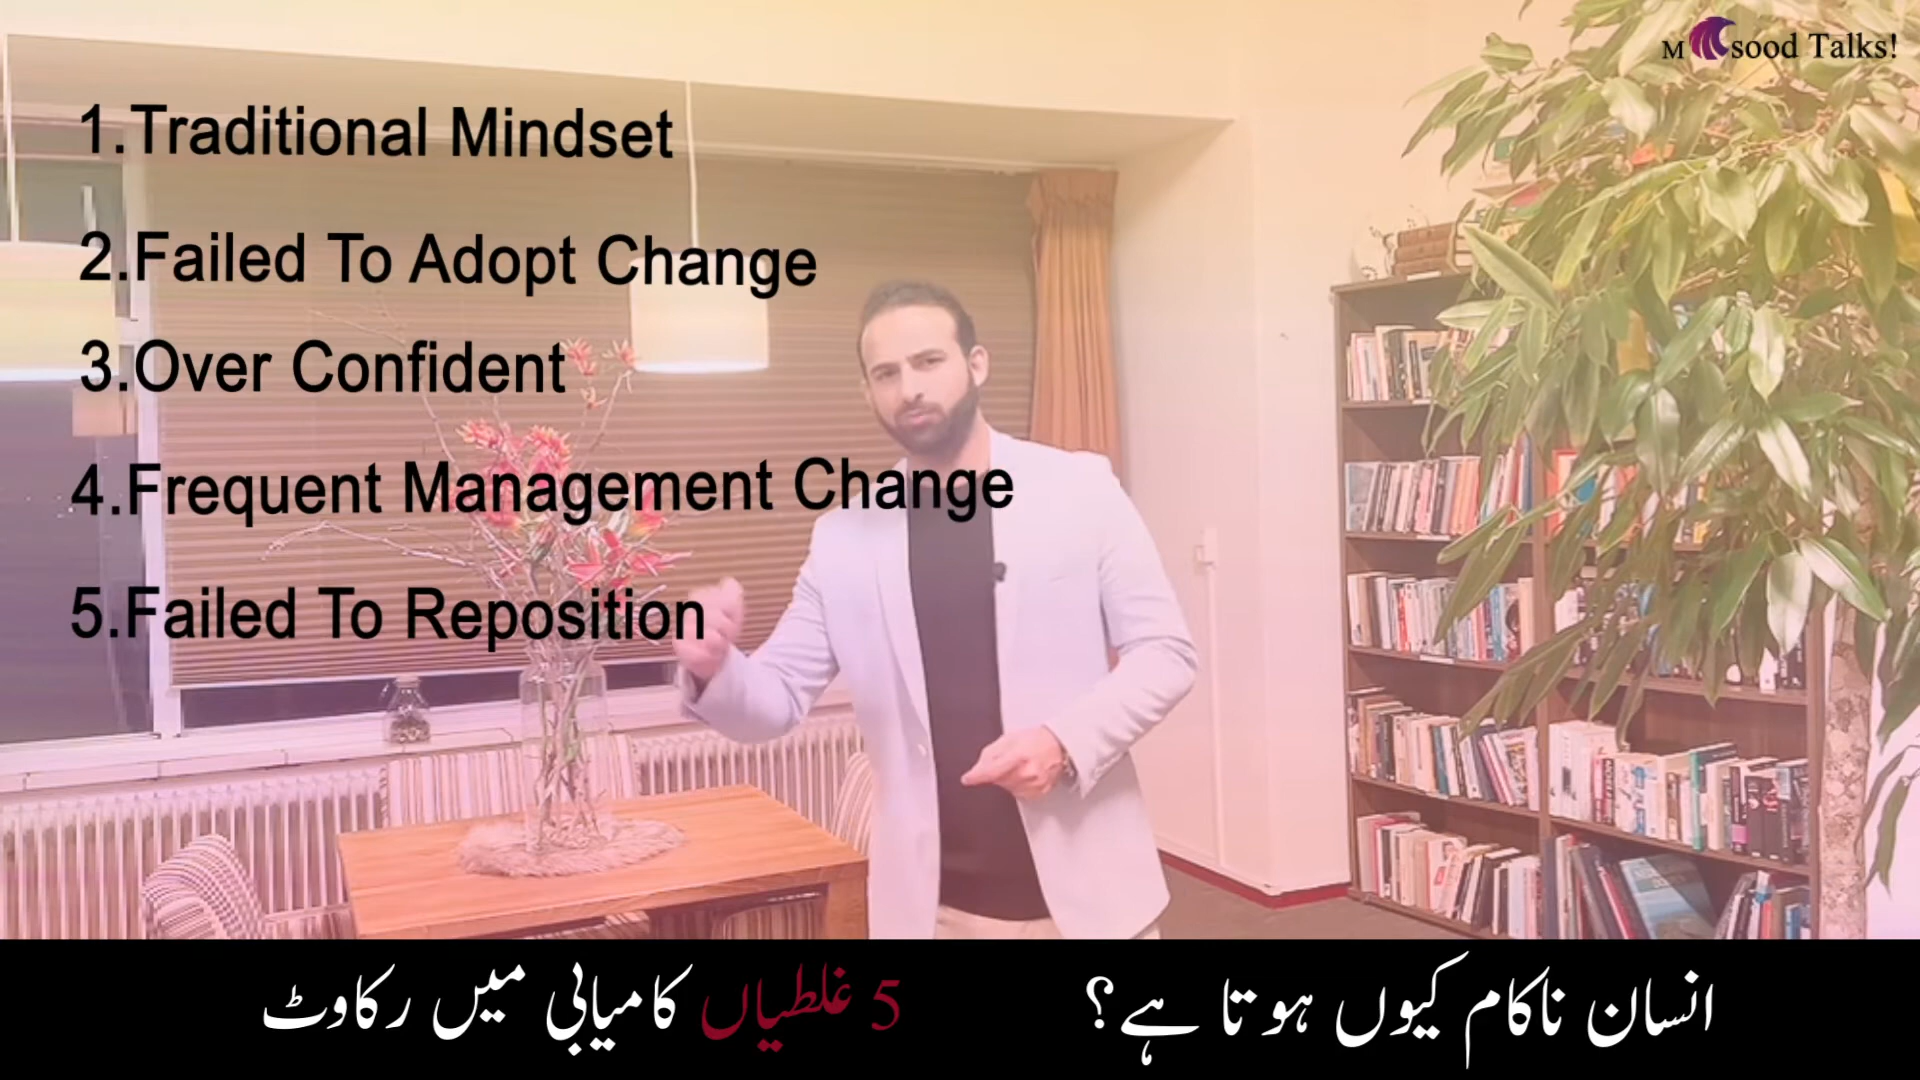 M sood Talks!
1.Traditional Mindset
2.Failed To Adopt Change
3.Over Confident
4.Frequent Management Change
5.Failed To Reposition
انسان ناکام کیوں ہوتا ہے؟
5 غلطیاں کامیابی میں رکاوٹ